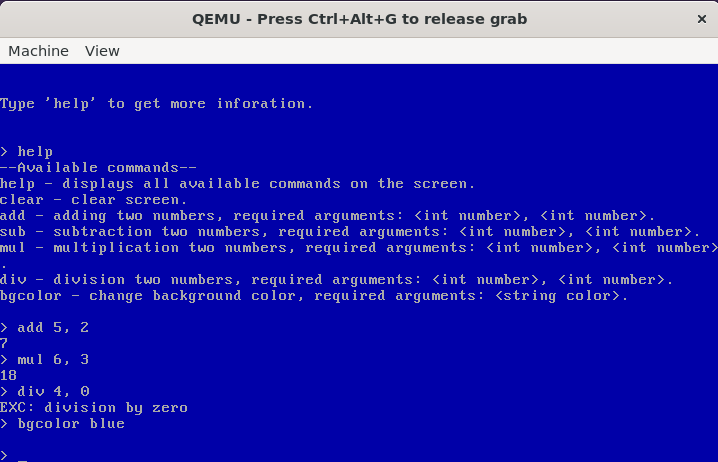 QEMU - Press Ctrl+Alt+G to release grab ×
Machine View
Type 'help' to get more inforation.
> help
--Available commands--
help - displays all available commands on the screen.
clear - clear screen.
add - adding two numbers, required arguments: <int number>, <int number>.
sub - subtraction two numbers, required arguments: <int number>, <int number>.
mul - multiplication two numbers, required arguments: <int number>, <int number>
.
div - division two numbers, required arguments: <int number>, <int number>.
bgcolor - change background color, required arguments: <string color>.
> add 5, 2
7
> mul 6, 3
18
> div 4, 0
EXC: division by zero
> bgcolor blue
> _